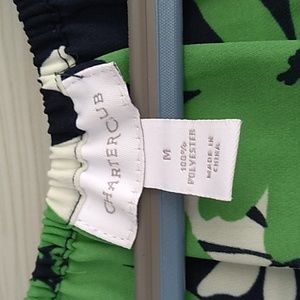 CHARTER CLUB
M
100%
POLYESTER
MADE IN
CHINA